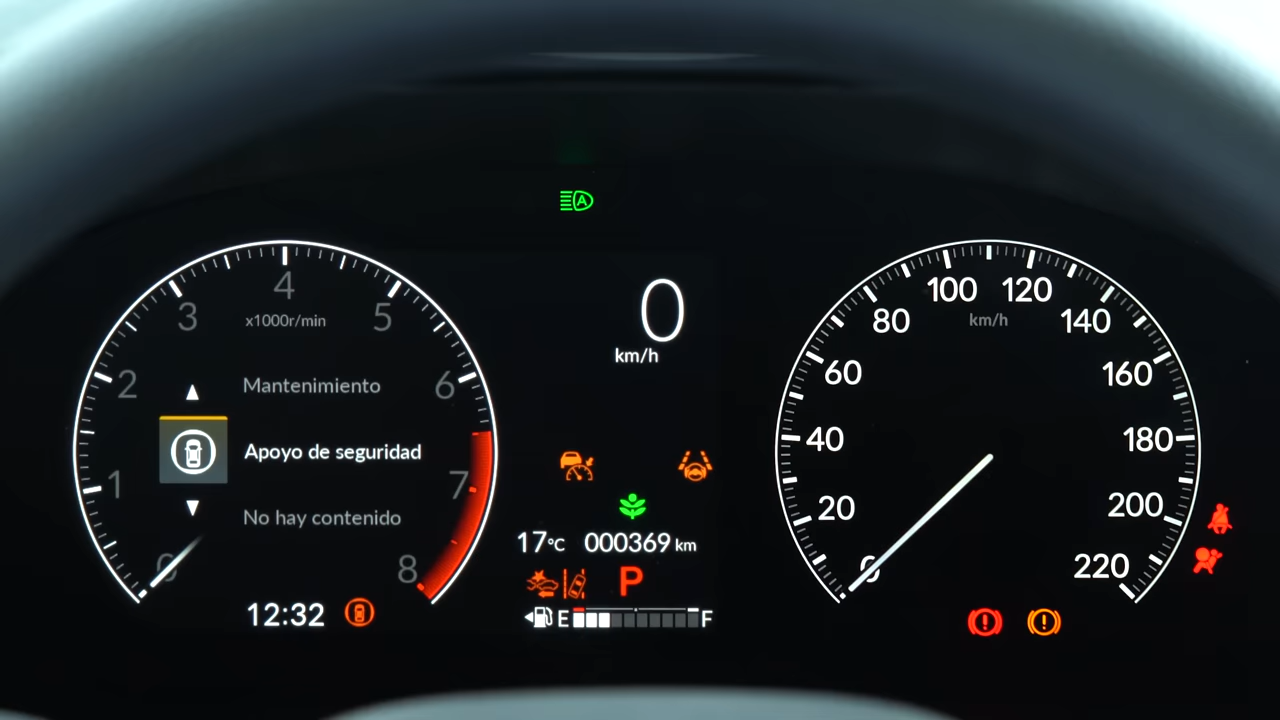 A
4
3
5
x1000r/min
2
6
Mantenimiento
Apoyo de seguridad
1
7
No hay contenido
0
8
12:32
0
km/h
17°C
000369 km
P
E
F
100
120
80
km/h
140
60
160
40
180
20
200
0
220
!
!